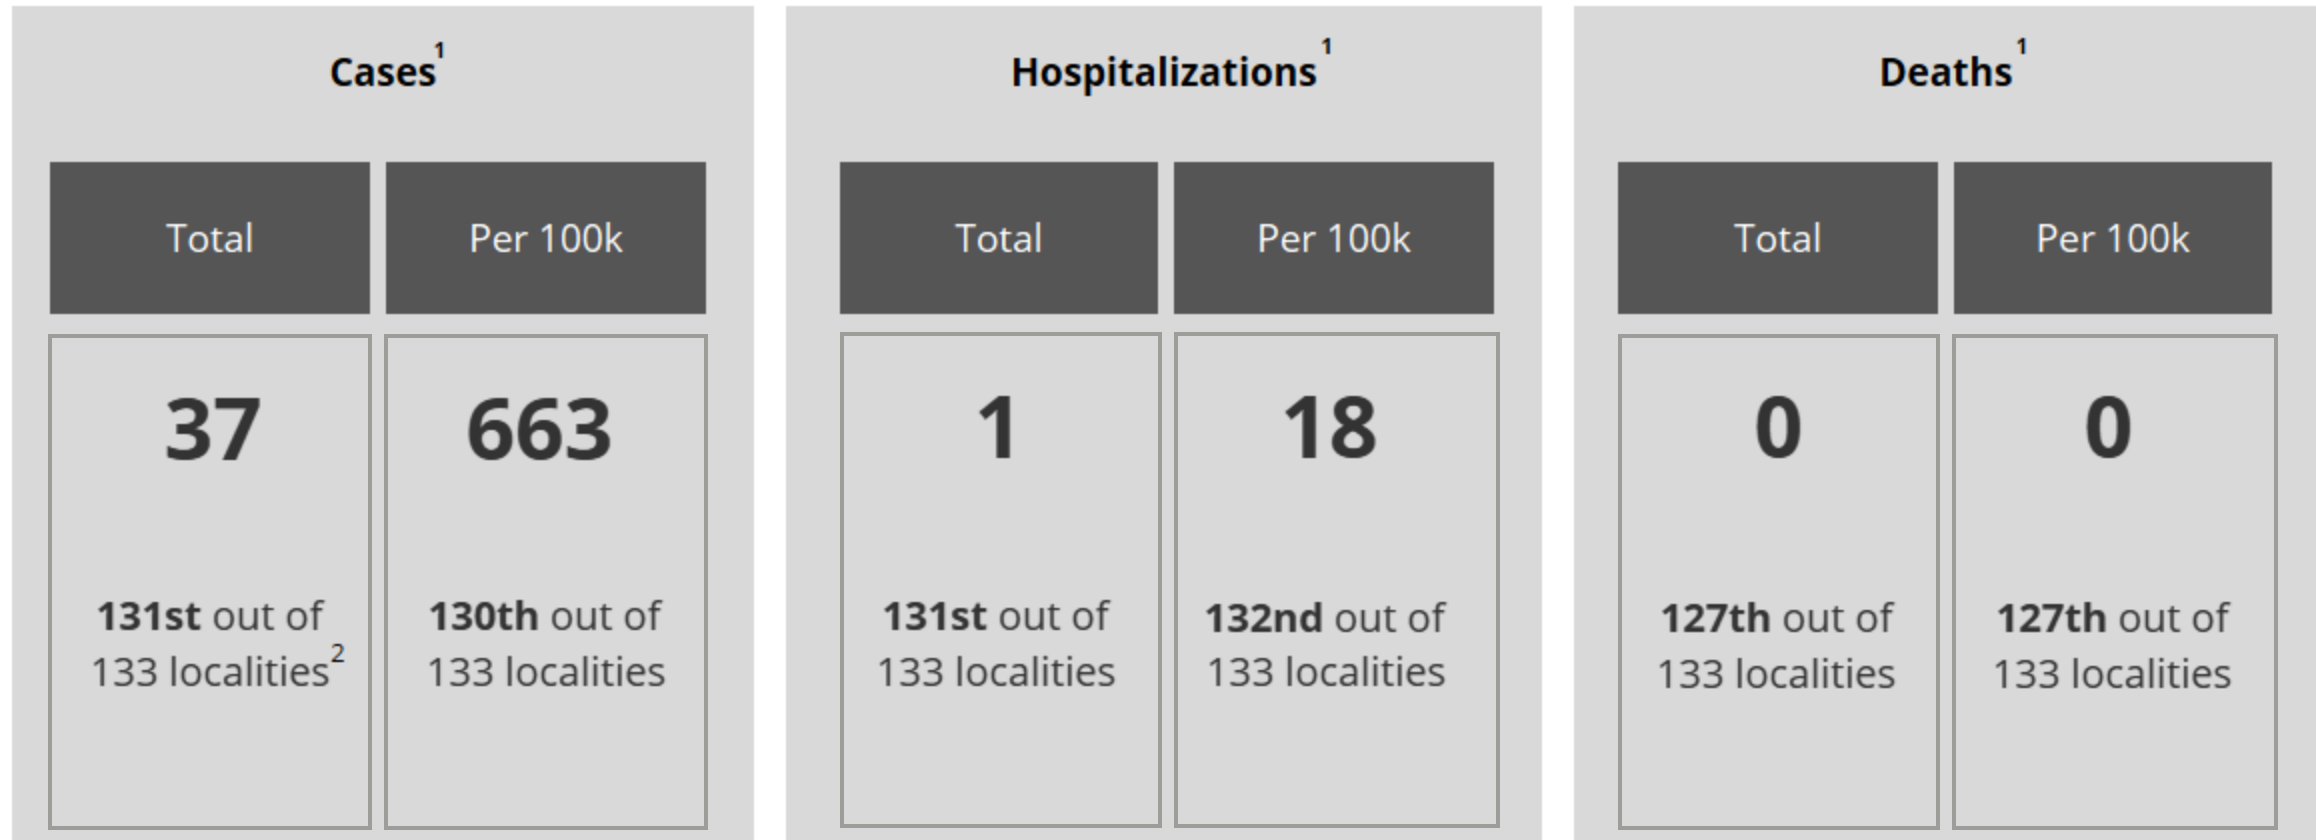 Cases¹
Total
Per 100k
37
663
131st out of
133 localities²
130th out of
133 localities
Hospitalizations¹
Total
Per 100k
1
18
131st out of
133 localities
132nd out of
133 localities
Deaths¹
Total
Per 100k
0
0
127th out of
133 localities
127th out of
133 localities